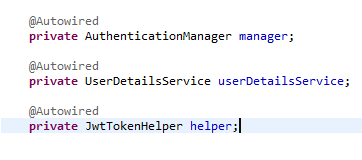 @Autowired
private AuthenticationManager manager;
@Autowired
private UserDetailsService userDetailsService;
@Autowired
private JwtTokenHelper helper;